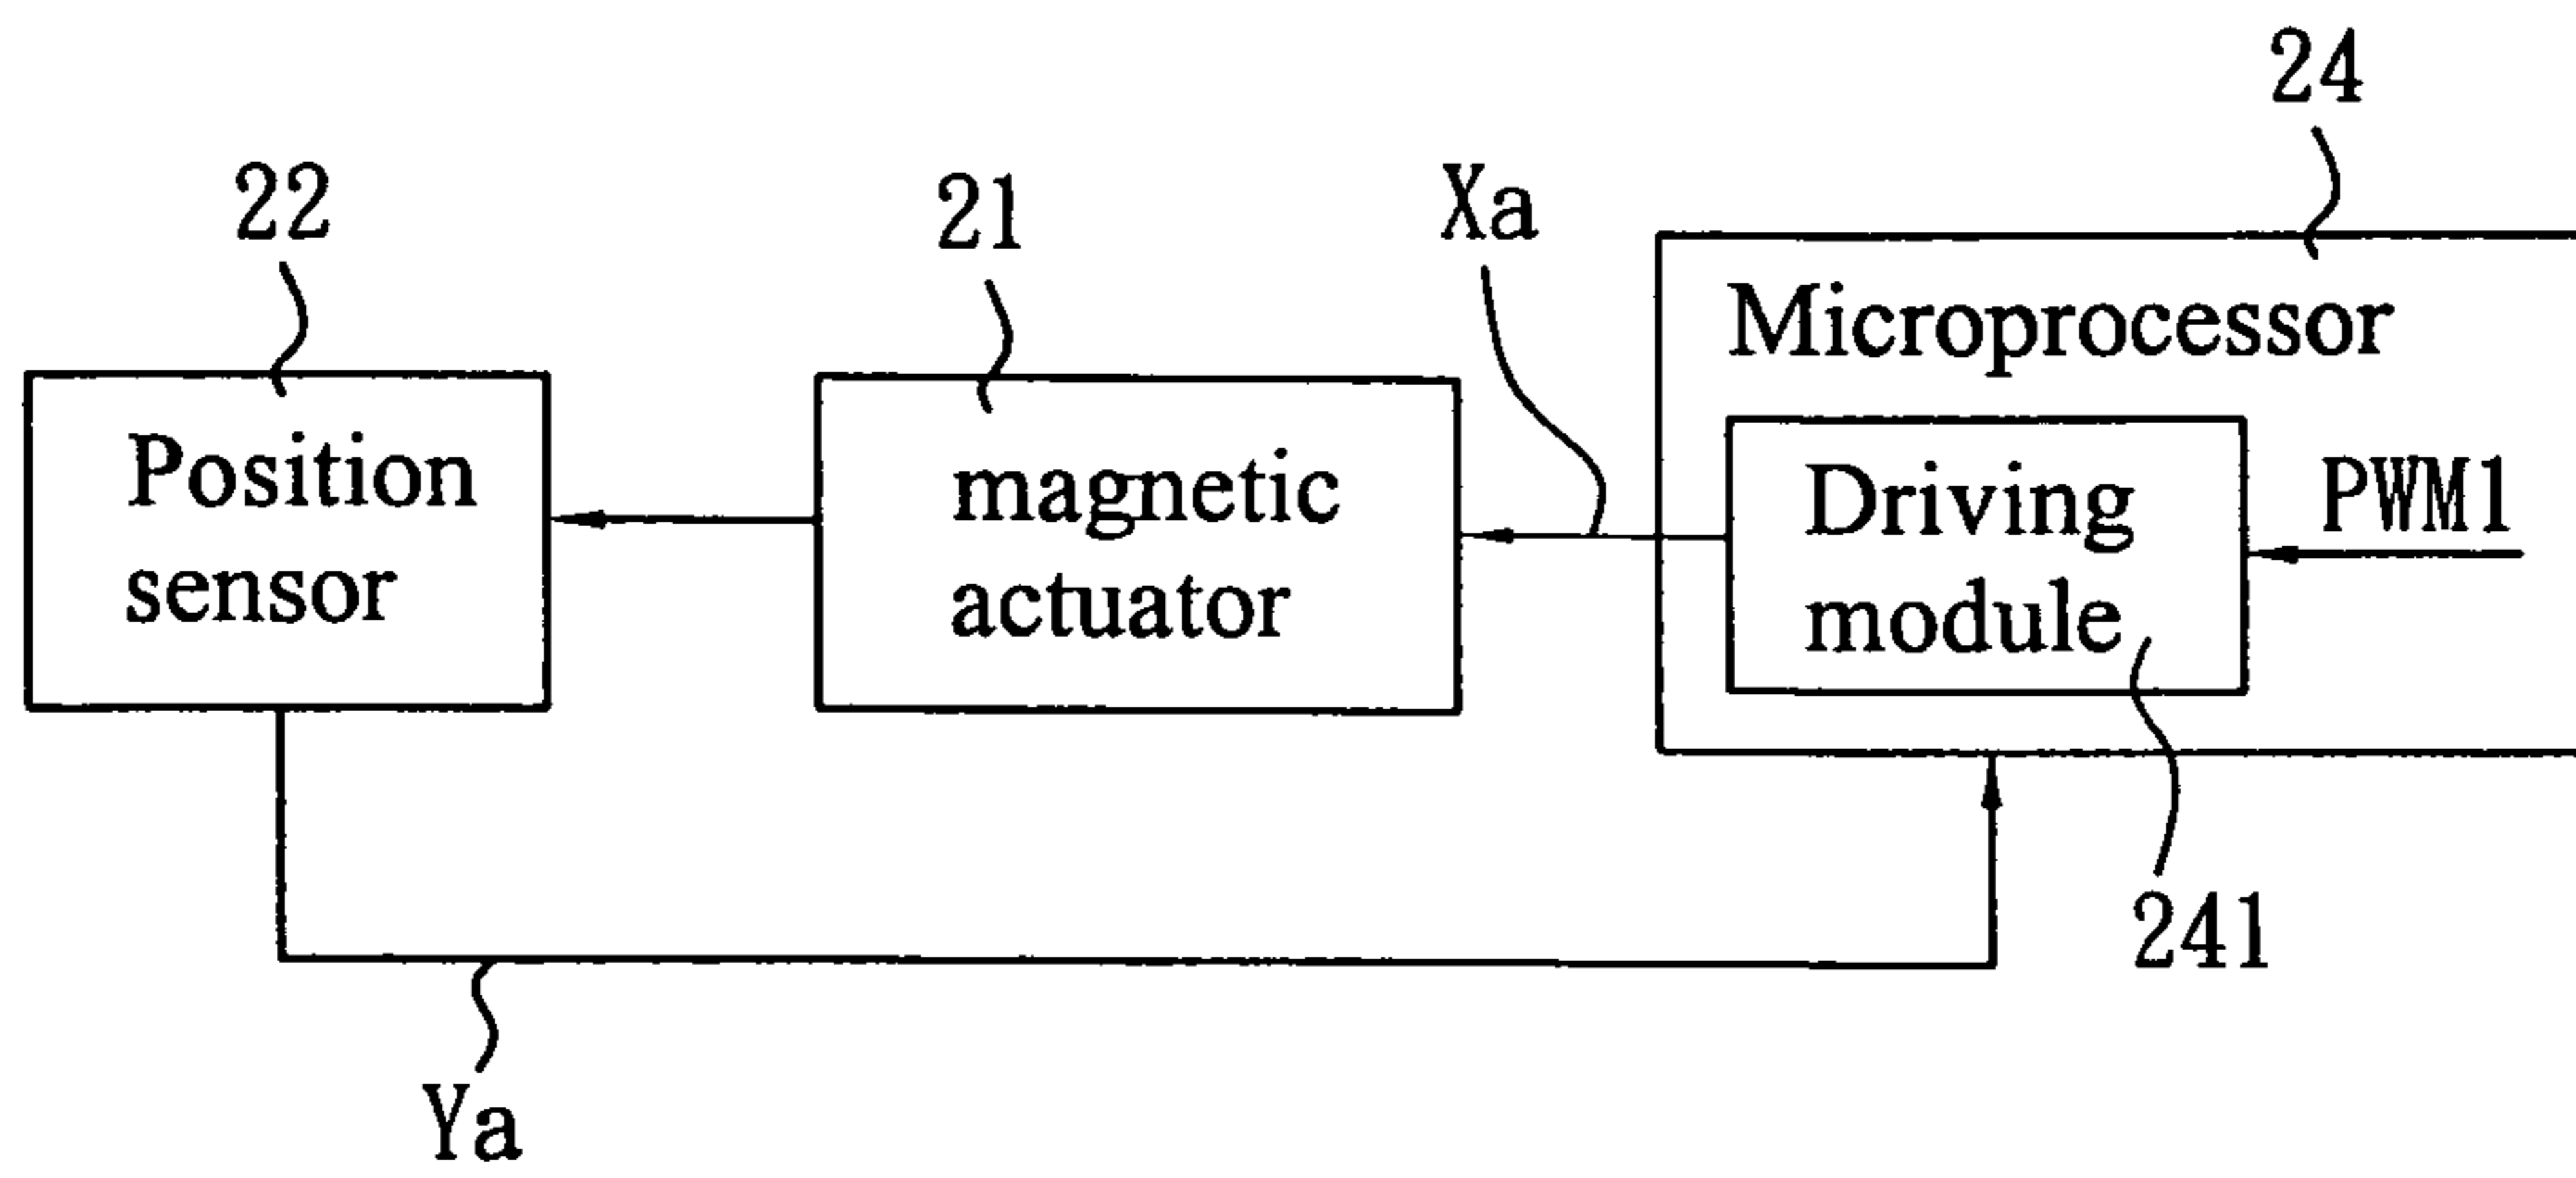 24
22
21
Xa
Microprocessor
Position
sensor
magnetic
actuator
Driving
module
PWM1
241
Ya